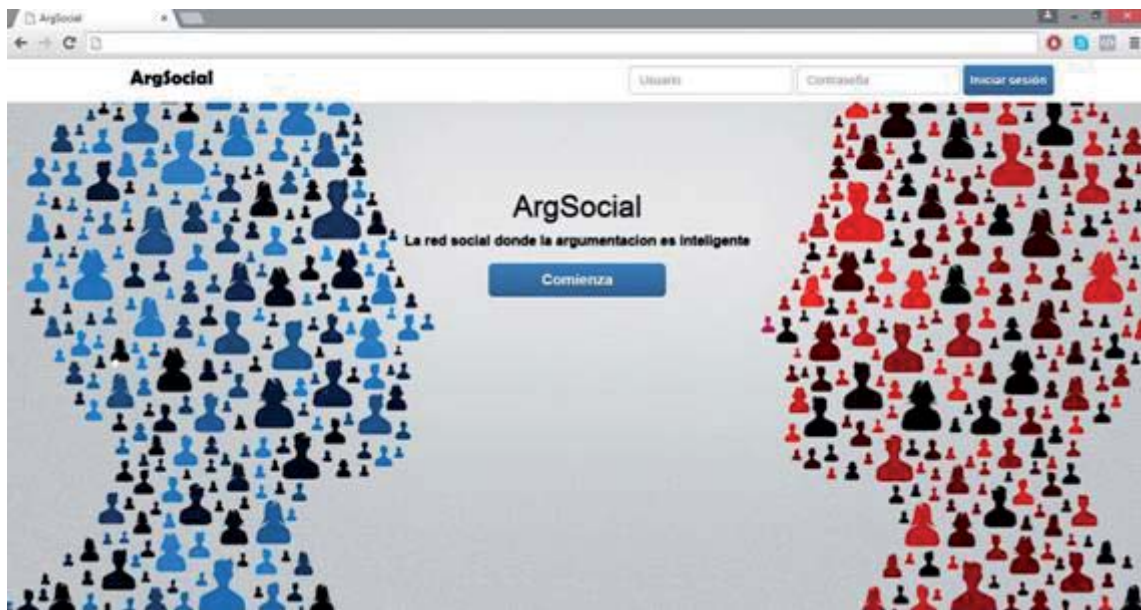 ArgSocial
ArgSocial
Usuario
Contraseña
Iniciar sesión
ArgSocial
La red social donde la argumentacion es inteligente
Comienza